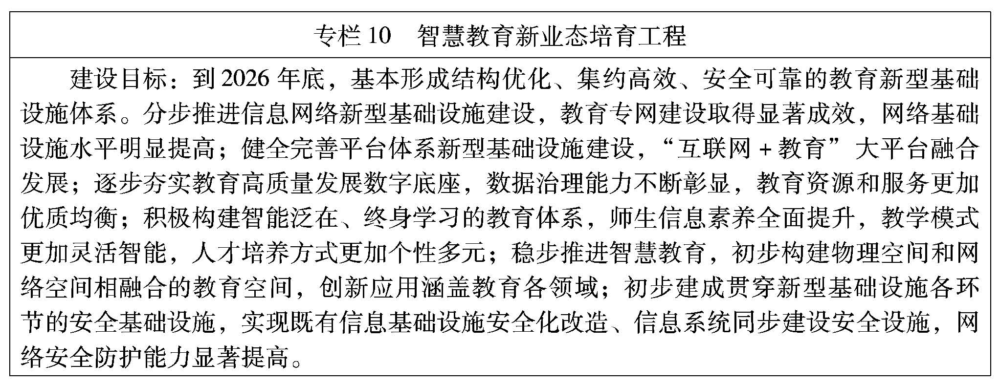 专栏 10　智慧教育新业态培育工程
建设目标：到 2026 年底，基本形成结构优化、集约高效、安全可靠的教育新型基础
设施体系。分步推进信息网络新型基础设施建设，教育专网建设取得显著成效，网络基础
设施水平明显提高；健全完善平台体系新型基础设施建设，“互联网 + 教育”大平台融合
发展；逐步夯实教育高质量发展数字底座，数据治理能力不断彰显，教育资源和服务更加
优质均衡；积极构建智能泛在、终身学习的教育体系，师生信息素养全面提升，教学模式
更加灵活智能，人才培养方式更加个性多元；稳步推进智慧教育，初步构建物理空间和网
络空间相融合的教育空间，创新应用涵盖教育各领域；初步建成贯穿新型基础设施各环
节的安全基础设施，实现既有信息基础设施安全化改造、信息系统同步建设安全设施，网
络安全防护能力显著提高。